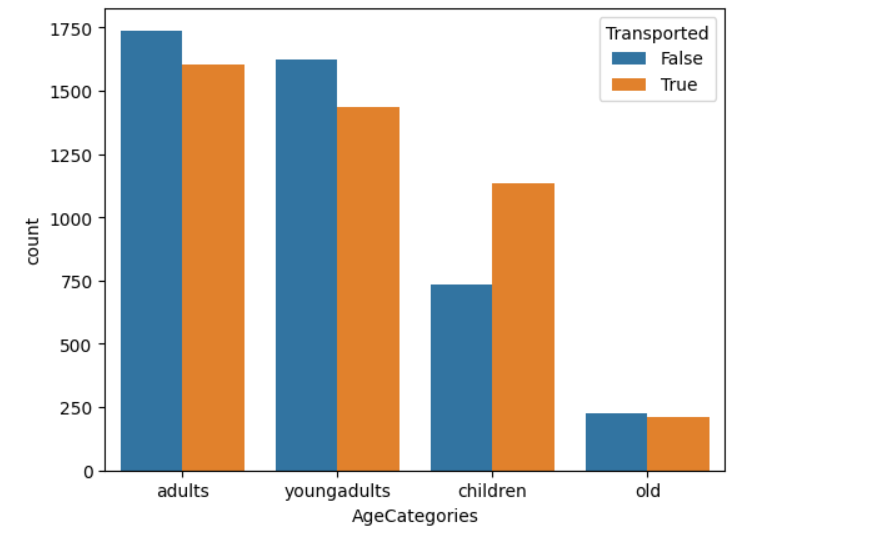 1750
1500
1250
1000
750
500
250
0
count
Transported
False
True
adults youngadults children old
AgeCategories